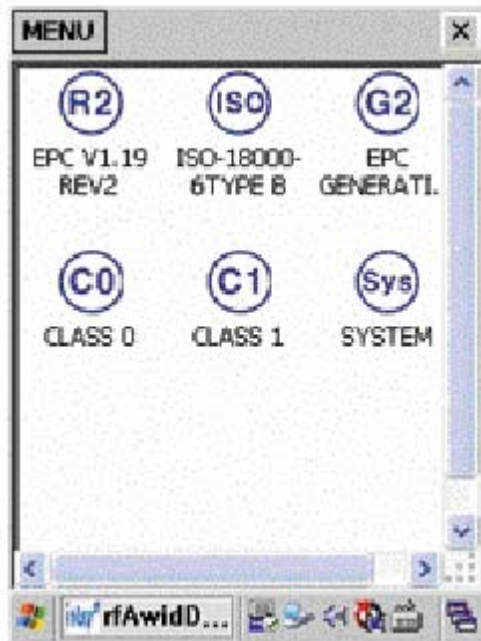 MENU
R2 ISO G2
EPC V1.19 ISO-18000- EPC
REV2 6TYPE B GENERATI.
C0 C1 Sys
CLASS 0 CLASS 1 SYSTEM
rfAwidD...